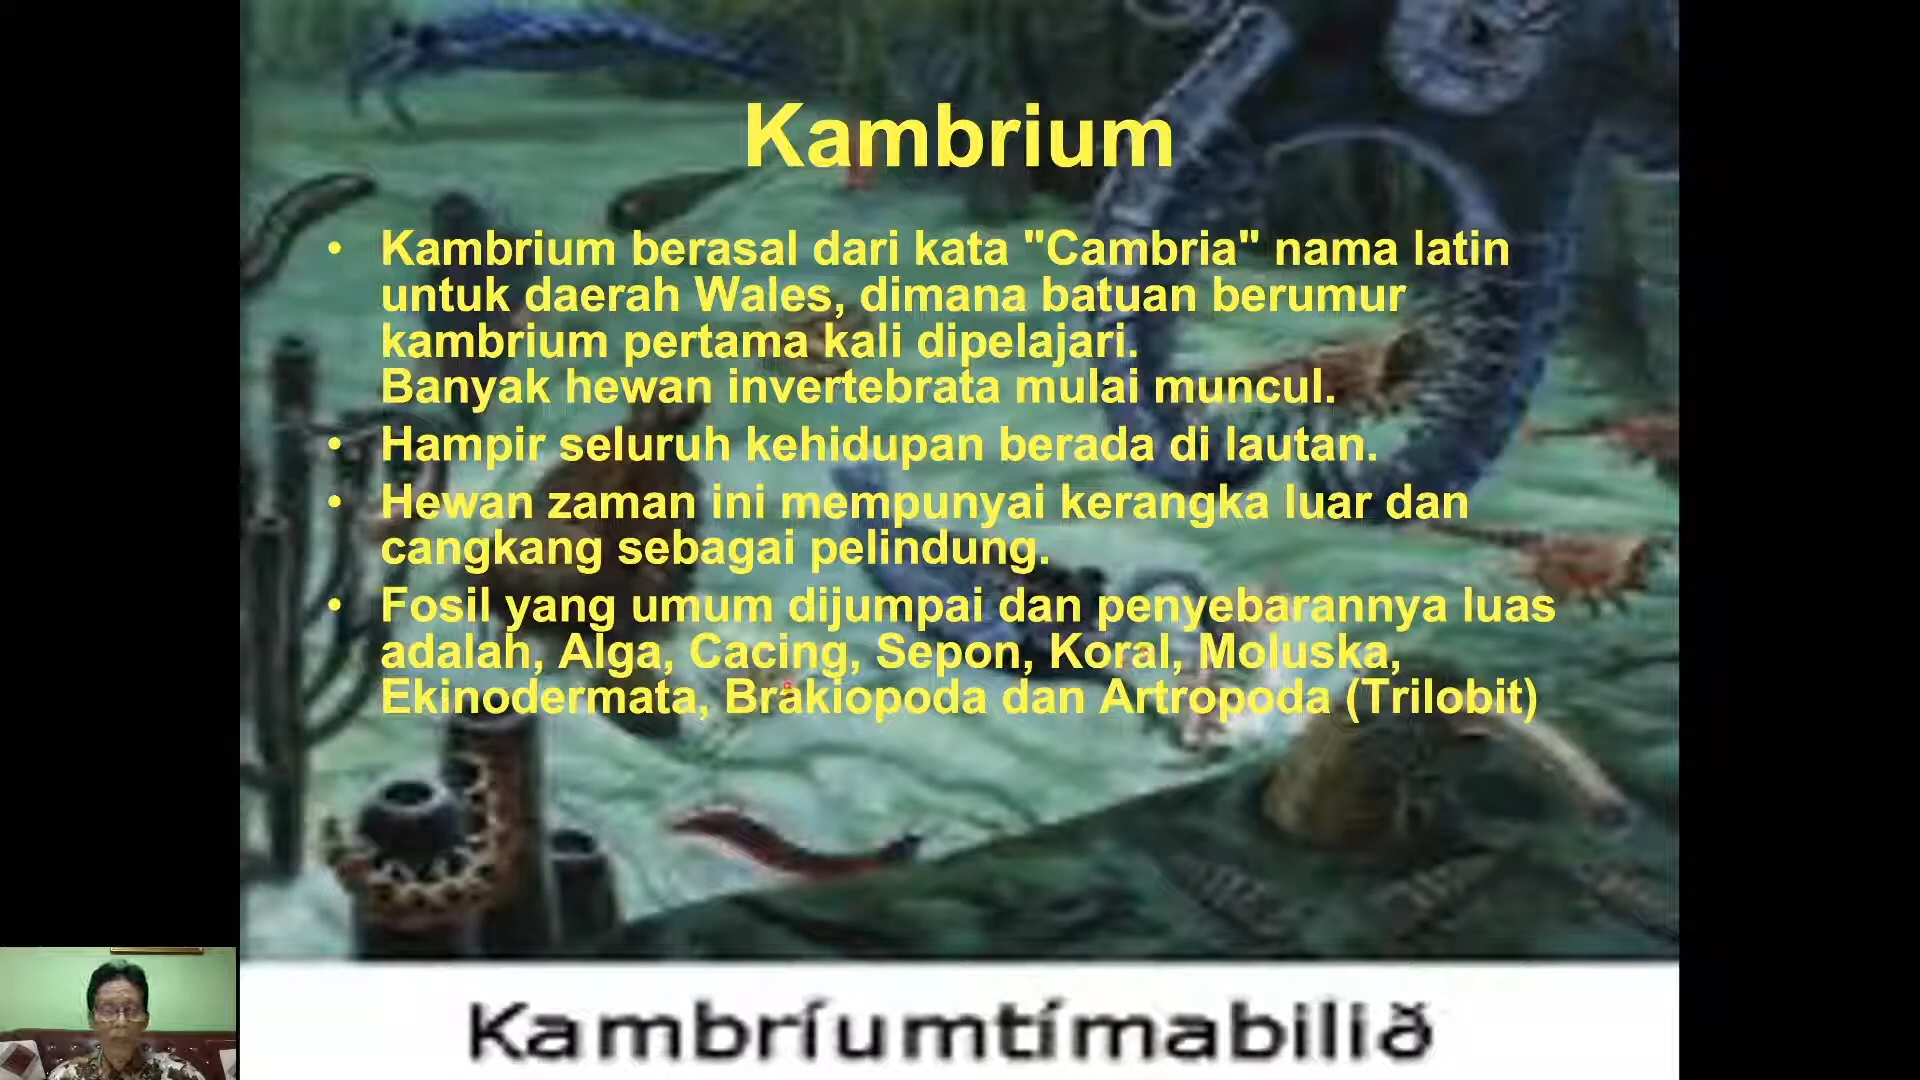 Kambrium
• Kambrium berasal dari kata "Cambria" nama latin
untuk daerah Wales, dimana batuan berumur
kambrium pertama kali dipelajari.
Banyak hewan invertebrata mulai muncul.
• Hampir seluruh kehidupan berada di lautan.
• Hewan zaman ini mempunyai kerangka luar dan
cangkang sebagai pelindung.
• Fosil yang umum dijumpai dan penyebarannya luas
adalah, Alga, Cacing, Sepon, Koral, Moluska,
Ekinodermata, Brakiopoda dan Artropoda (Trilobit)
Kambríumtímabilið